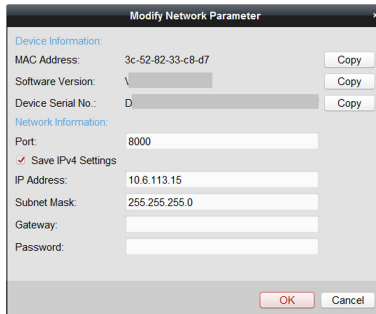 Modify Network Parameter
Device Information:
MAC Address: 3c-52-82-33-c8-d7 Copy
Software Version: Copy
Device Serial No.: D Copy
Network Information:
Port: 8000
Save IPv4 Settings
IP Address: 10.6.113.15
Subnet Mask: 255.255.255.0
Gateway:
Password:
OK Cancel